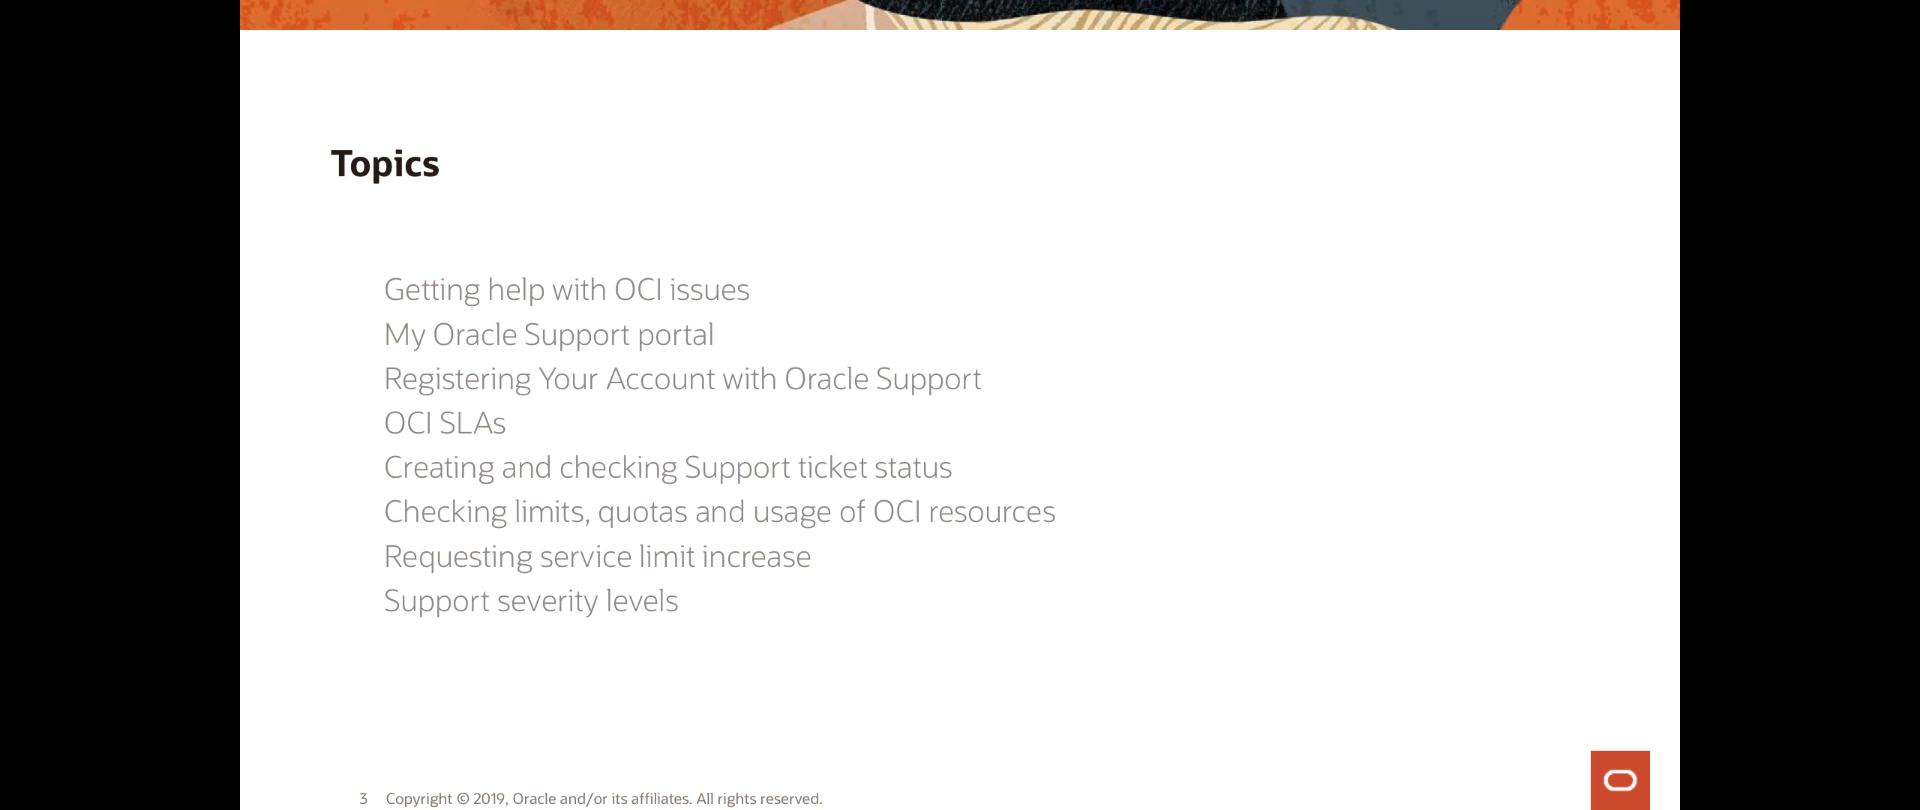 Topics
Getting help with OCI issues
My Oracle Support portal
Registering Your Account with Oracle Support
OCI SLAs
Creating and checking Support ticket status
Checking limits, quotas and usage of OCI resources
Requesting service limit increase
Support severity levels
3 Copyright © 2019, Oracle and/or its affiliates. All rights reserved.